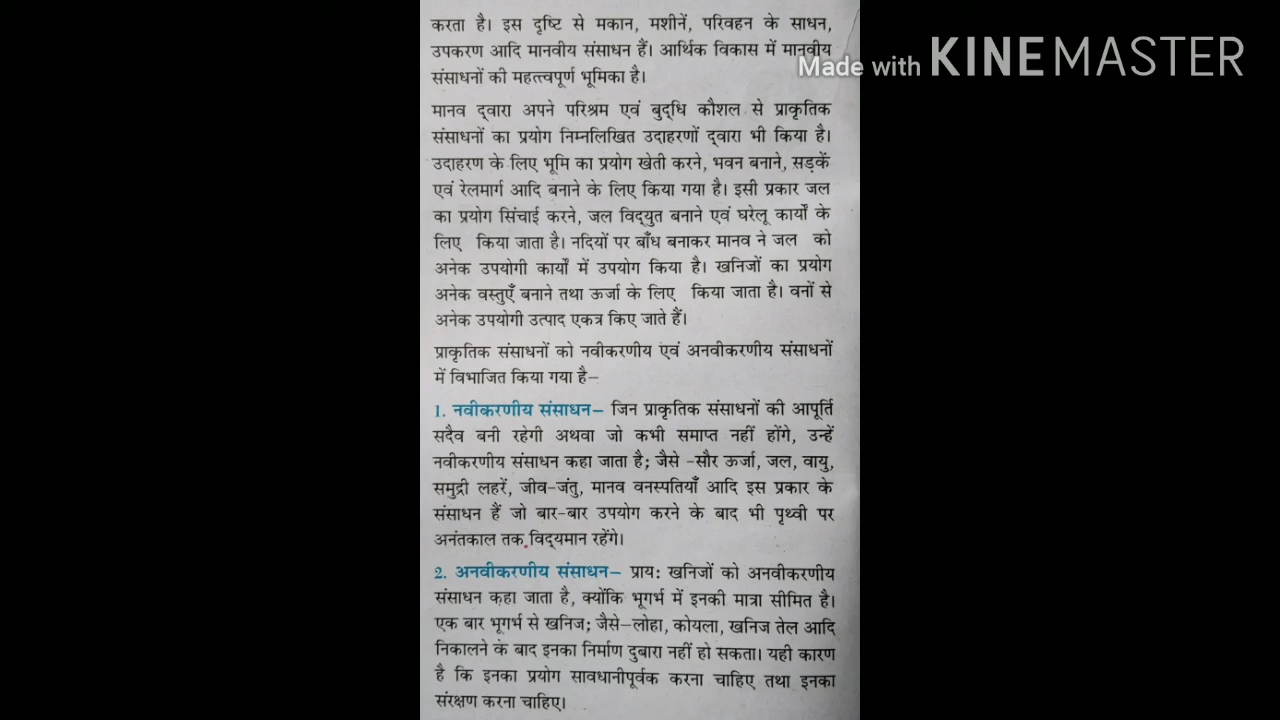 करता है। इस दृष्टि से मकान, मशीनें, परिवहन के साधन,
उपकरण आदि मानवीय संसाधन हैं। आर्थिक विकास में मानवीय
संसाधनों की महत्त्वपूर्ण भूमिका है।
Made with KINEMASTER
मानव द्वारा अपने परिश्रम एवं बुद्धि कौशल से प्राकृतिक
संसाधनों का प्रयोग निम्नलिखित उदाहरणों द्वारा भी किया है।
उदाहरण के लिए भूमि का प्रयोग खेती करने, भवन बनाने, सड़कें
एवं रेलमार्ग आदि बनाने के लिए किया गया है। इसी प्रकार जल
का प्रयोग सिंचाई करने, जल विद्युत बनाने एवं घरेलू कार्यों के
लिए किया जाता है। नदियों पर बाँध बनाकर मानव ने जल को
अनेक उपयोगी कार्यों में उपयोग किया है। खनिजों का प्रयोग
अनेक वस्तुएँ बनाने तथा ऊर्जा के लिए किया जाता है। वनों से
अनेक उपयोगी उत्पाद एकत्र किए जाते हैं।
प्राकृतिक संसाधनों को नवीकरणीय एवं अनवीकरणीय संसाधनों
में विभाजित किया गया है–
1. नवीकरणीय संसाधन– जिन प्राकृतिक संसाधनों की आपूर्ति
सदैव बनी रहेगी अथवा जो कभी समाप्त नहीं होंगे, उन्हें
नवीकरणीय संसाधन कहा जाता है; जैसे -सौर ऊर्जा, जल, वायु,
समुद्री लहरें, जीव-जंतु, मानव वनस्पतियाँ आदि इस प्रकार के
संसाधन हैं जो बार-बार उपयोग करने के बाद भी पृथ्वी पर
अनंतकाल तक विद्यमान रहेंगे।
2. अनवीकरणीय संसाधन– प्रायः खनिजों को अनवीकरणीय
संसाधन कहा जाता है, क्योंकि भूगर्भ में इनकी मात्रा सीमित है।
एक बार भूगर्भ से खनिज; जैसे–लोहा, कोयला, खनिज तेल आदि
निकालने के बाद इनका निर्माण दुबारा नहीं हो सकता। यही कारण
है कि इनका प्रयोग सावधानीपूर्वक करना चाहिए तथा इनका
संरक्षण करना चाहिए।